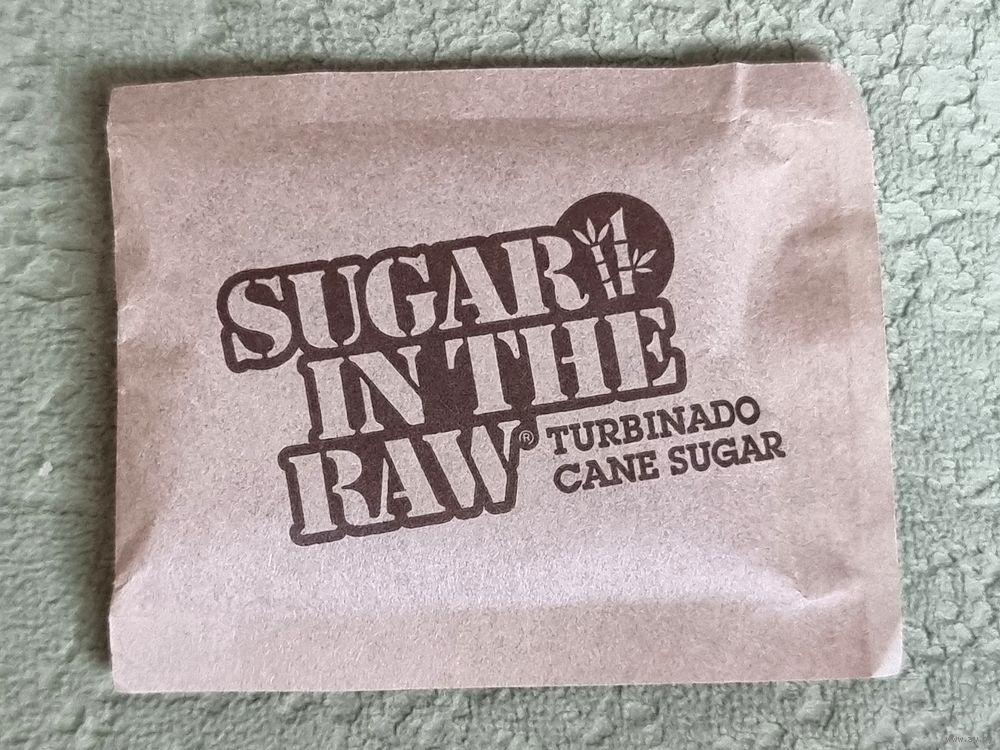 SUGAR
IN THE
RAW®
TURBINADO
CANE SUGAR